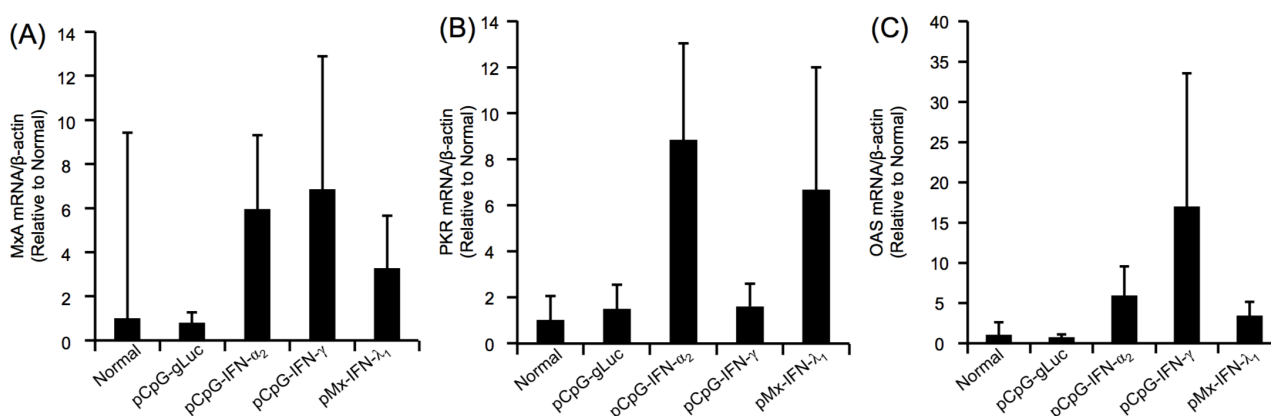 (A)
MxA mRNA/β-actin
(Relative to Normal)
14
12
10
8
6
4
2
0
Normal
pCpG-gLuc
pCpG-IFN-α₂
pCpG-IFN-γ
pMx-IFN-λ₁
(B)
PKR mRNA/β-actin
(Relative to Normal)
14
12
10
8
6
4
2
0
Normal
pCpG-gLuc
pCpG-IFN-α₂
pCpG-IFN-γ
pMx-IFN-λ₁
(C)
OAS mRNA/β-actin
(Relative to Normal)
40
35
30
25
20
15
10
5
0
Normal
pCpG-gLuc
pCpG-IFN-α₂
pCpG-IFN-γ
pMx-IFN-λ₁